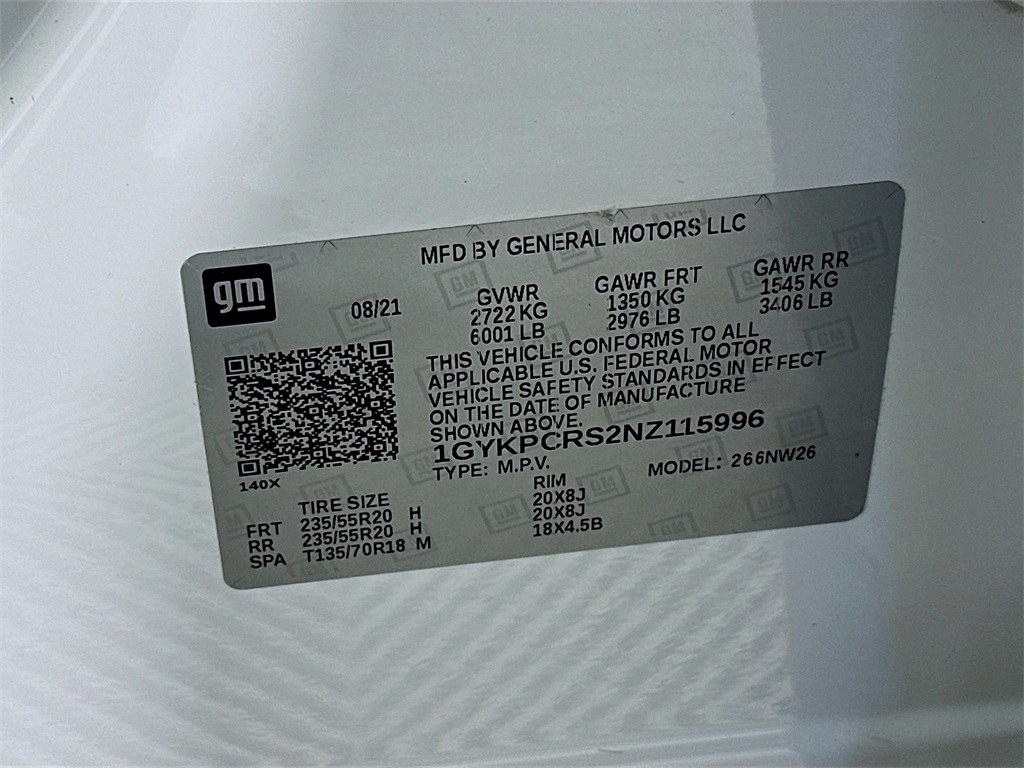 MFD BY GENERAL MOTORS LLC
gm
08/21
GVWR GAWR FRT GAWR RR
2722 KG 1350 KG 1545 KG
6001 LB 2976 LB 3406 LB
THIS VEHICLE CONFORMS TO ALL
APPLICABLE U.S. FEDERAL MOTOR
VEHICLE SAFETY STANDARDS IN EFFECT
ON THE DATE OF MANUFACTURE
SHOWN ABOVE.
1GYKPCRS2NZ115996
TYPE: M.P.V. MODEL: 266NW26
140X
TIRE SIZE RIM
FRT 235/55R20 H 20X8J
RR 235/55R20 H 20X8J
SPA T135/70R18 M 18X4.5B